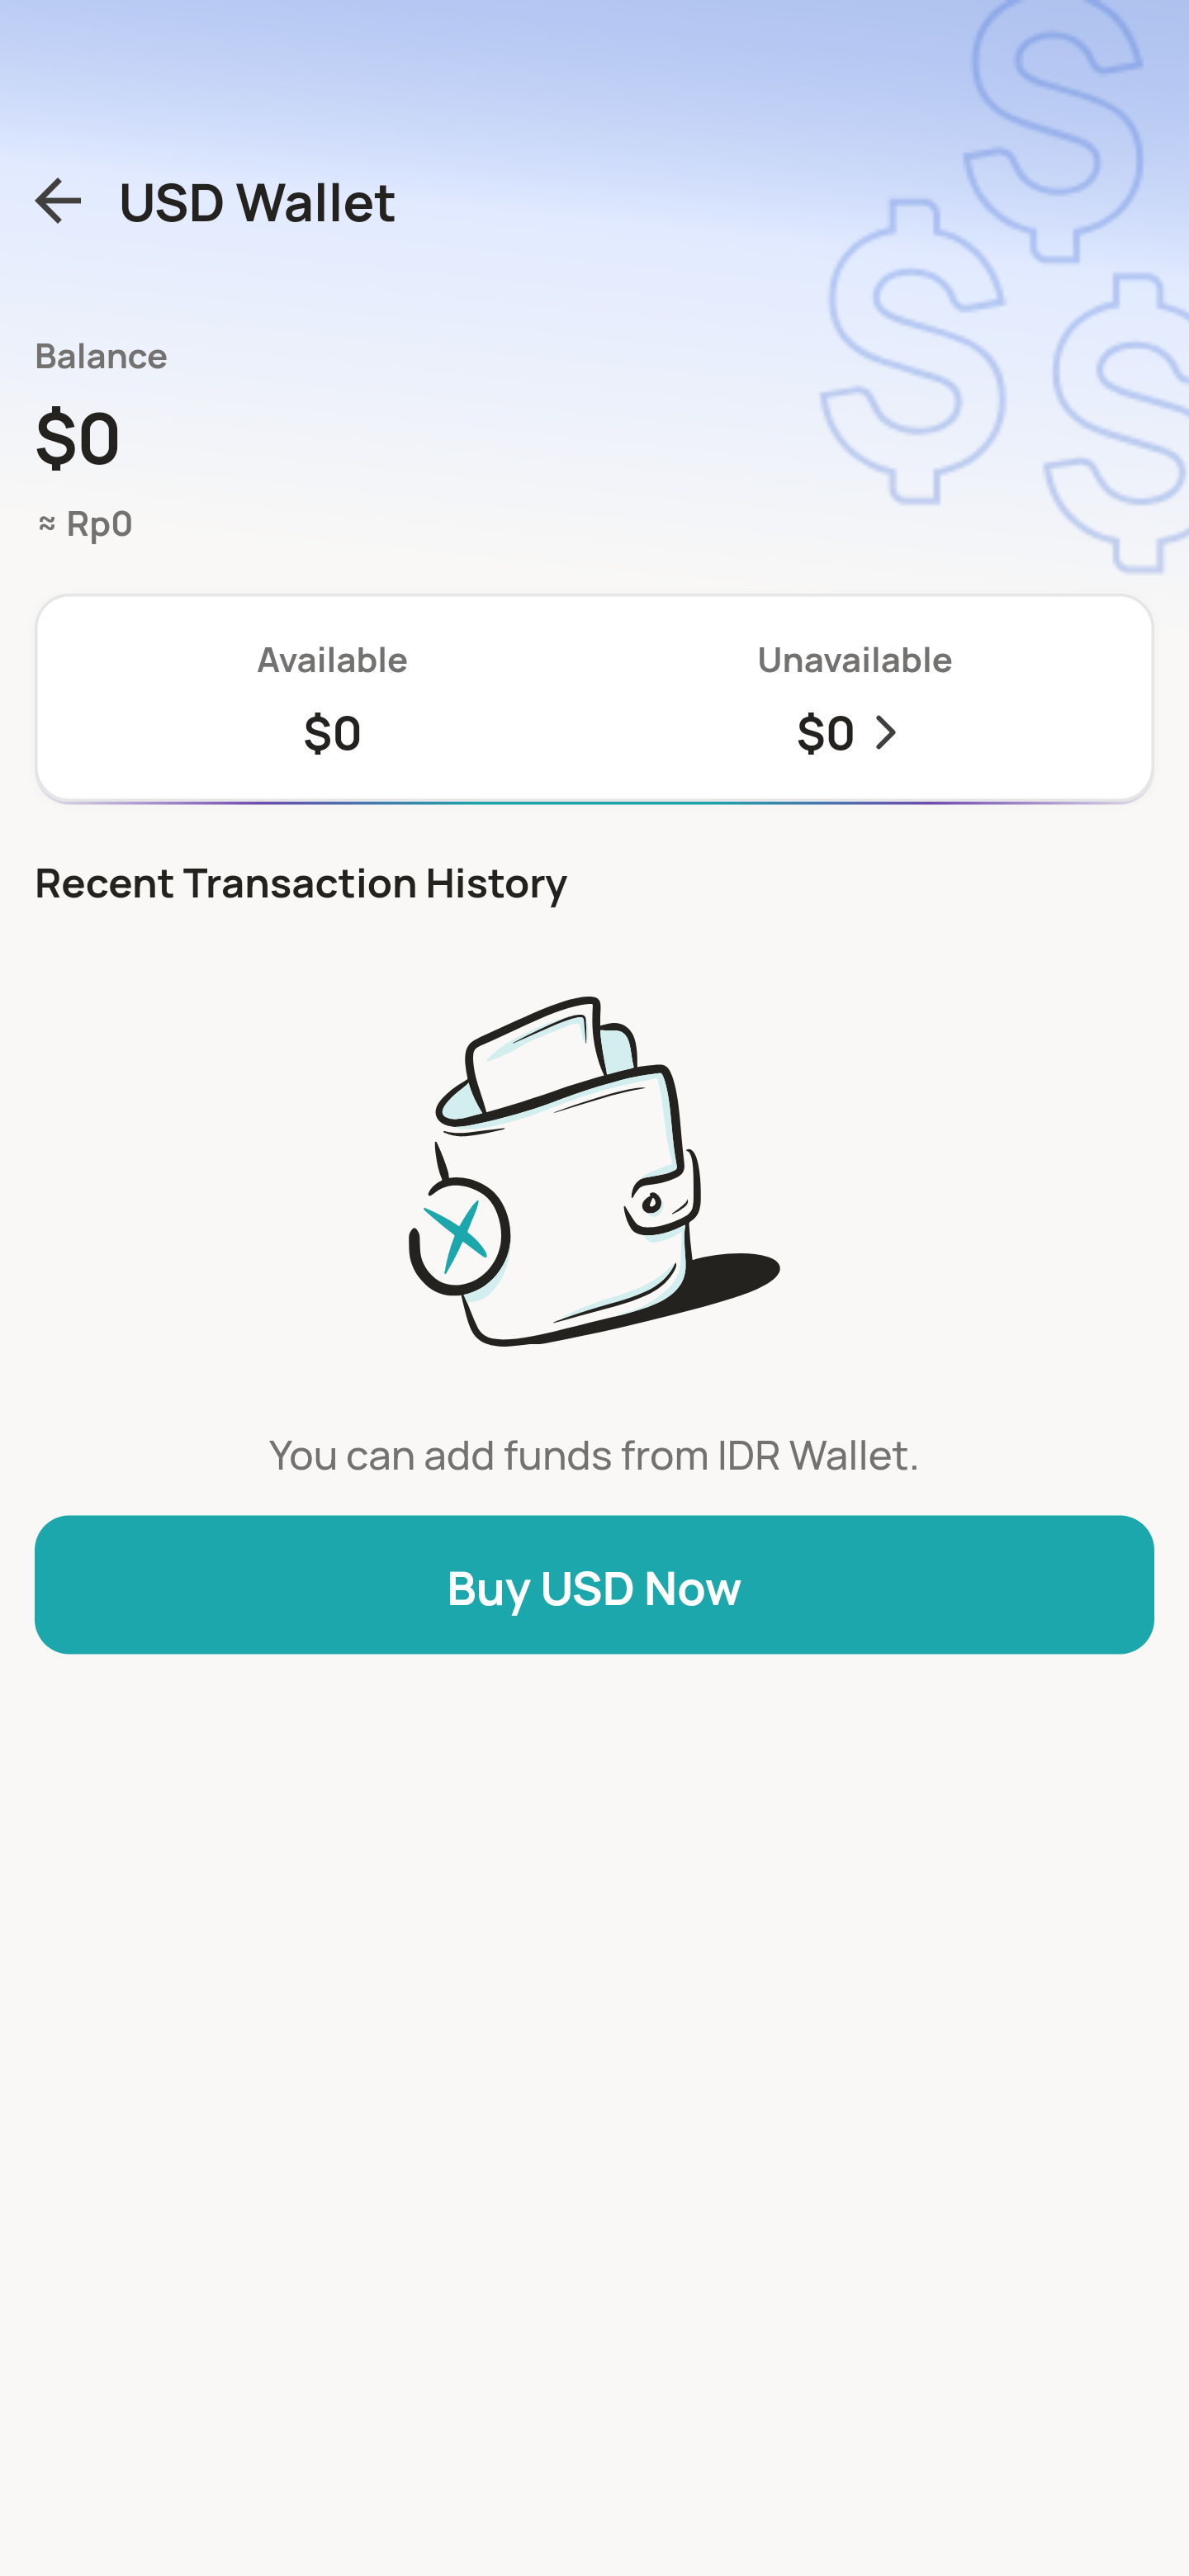 USD Wallet
Balance
$0
≈ Rp0
Available
Unavailable
$0
$0
Recent Transaction History
You can add funds from IDR Wallet.
Buy USD Now